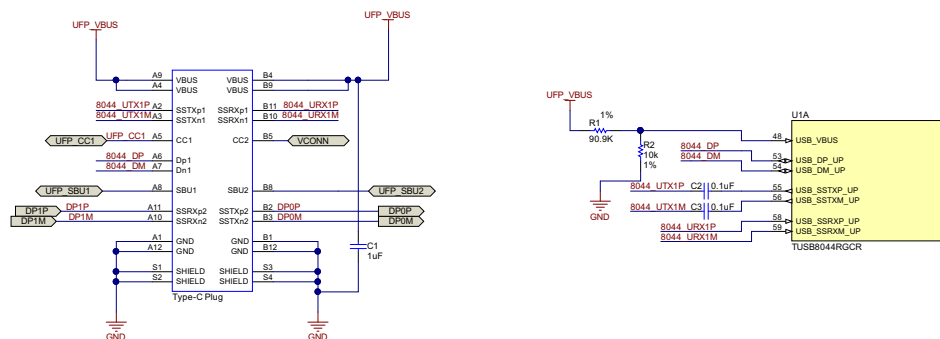 UFP_VBUS
UFP_VBUS
A9 VBUS VBUS B4
A4 VBUS VBUS B9
8044_UTX1P A2 SSTXp1 SSRXp1 B11 8044_URX1P
8044_UTX1M A3 SSTXn1 SSRXn1 B10 8044_URX1M
UFP_CC1 UFP_CC1 A5 CC1 CC2 B5 VCONN
8044_DP A6 Dp1
8044_DM A7 Dn1
UFP_SBU1 A8 SBU1 SBU2 B8 UFP_SBU2
DP1P DP1P A11 SSRXp2 SSTXp2 B2 DP0P DP0P
DP1M DP1M A10 SSRXn2 SSTXn2 B3 DP0M DP0M
A1 GND GND B1
A12 GND GND B12
S1 SHIELD SHIELD S3
S2 SHIELD SHIELD S4
Type-C Plug
C1
1uF
GND
GND
UFP_VBUS
1%
R1
90.9K
R2
10k
1%
GND
U1A
48 USB_VBUS
8044_DP 53 USB_DP_UP
8044_DM 54 USB_DM_UP
8044_UTX1P C2 0.1uF 55 USB_SSTXP_UP
8044_UTX1M C3 0.1uF 56 USB_SSTXM_UP
8044_URX1P 58 USB_SSRXP_UP
8044_URX1M 59 USB_SSRXM_UP
TUSB8044RGCR